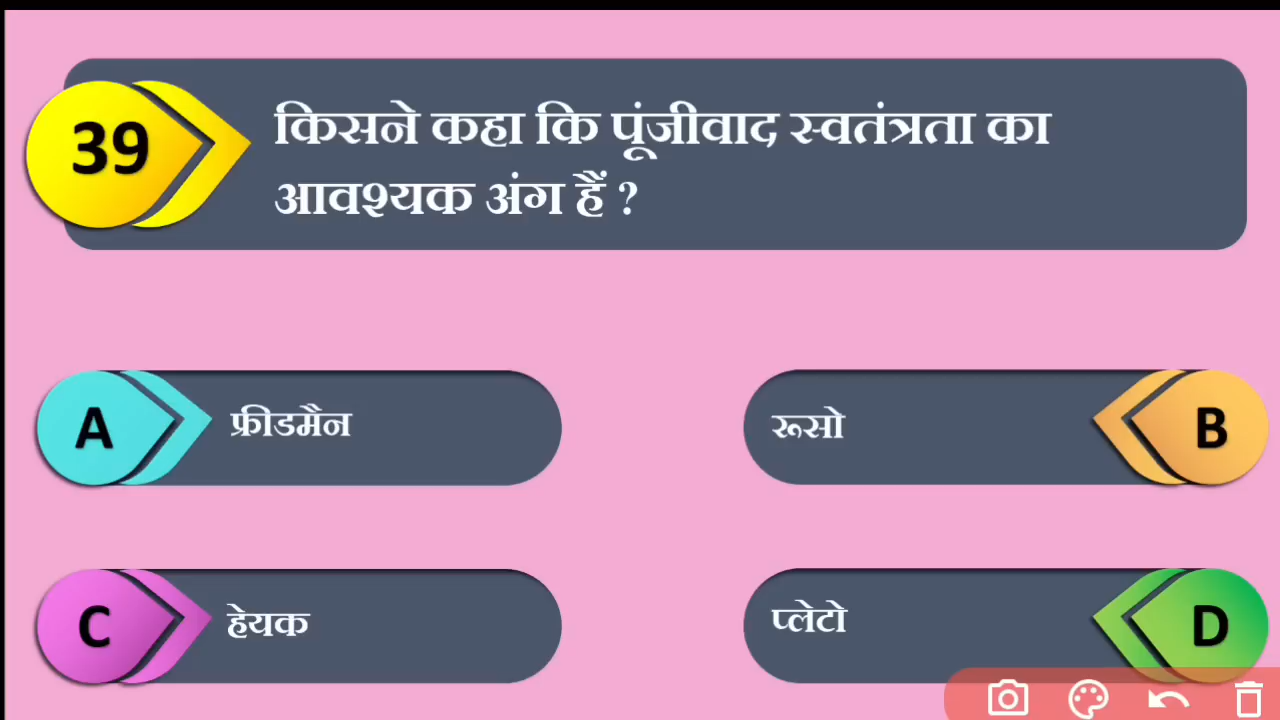 39
किसने कहा कि पूंजीवाद स्वतंत्रता का
आवश्यक अंग हैं ?
A
फ्रीडमैन
रूसो
B
C
हेयक
प्लेटो
D